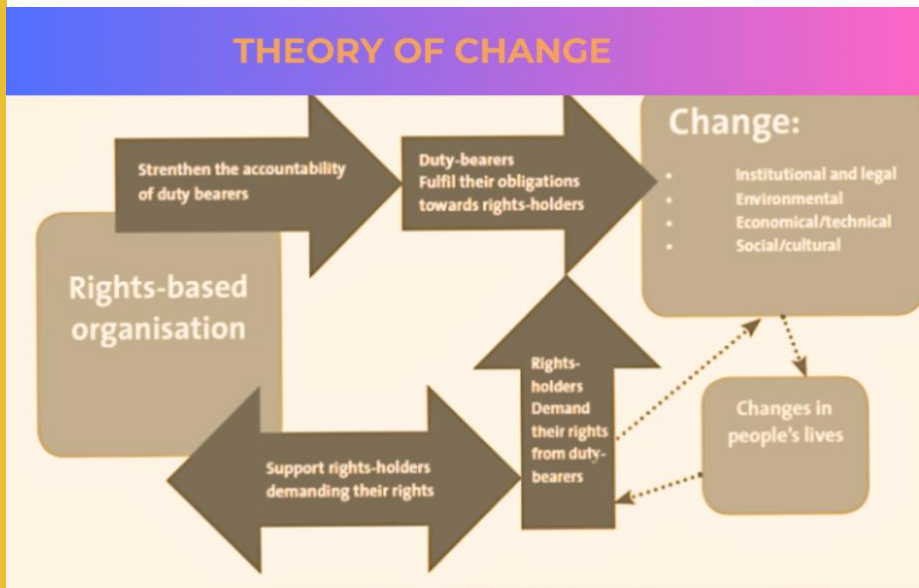 THEORY OF CHANGE
Strenthen the accountability
of duty bearers
Duty-bearers
Fulfil their obligations
towards rights-holders
Change:
• Institutional and legal
• Environmental
• Economical/technical
• Social/cultural
Rights-based
organisation
Rights-
holders
Demand
their rights
from duty-
bearers
Changes in
people's lives
Support rights-holders
demanding their rights